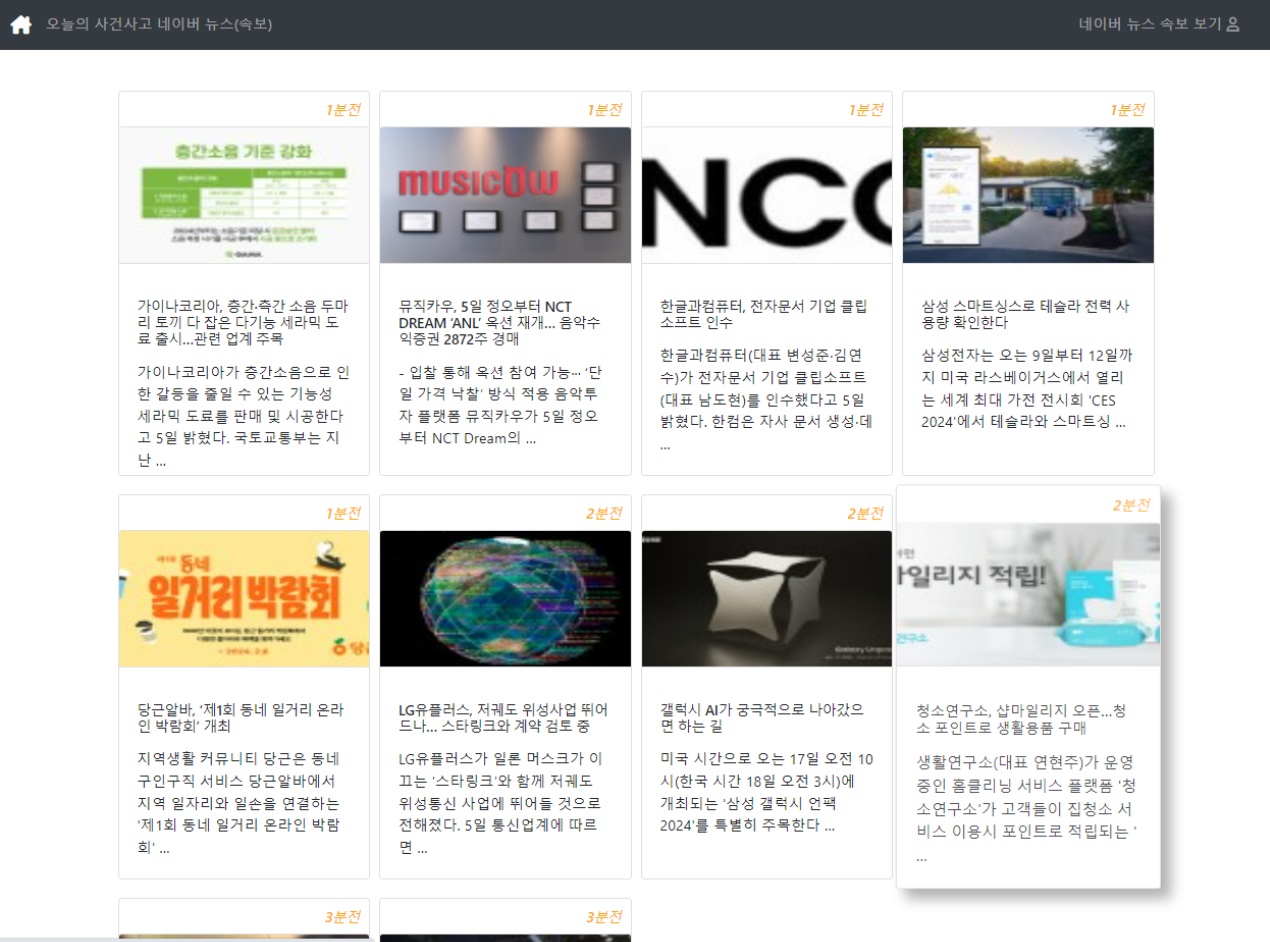 오늘의 사건사고 네이버 뉴스(속보)
네이버 뉴스 속보 보기
1분전
1분전
1분전
1분전
층간소음 기준 강화
musicow
NCC
가이나코리아, 층간·측간 소음 두마
리 토끼 다 잡은 다기능 세라믹 도
료 출시...관련 업계 주목
가이나코리아가 층간소음으로 인
한 갈등을 줄일 수 있는 기능성
세라믹 도료를 판매 및 시공한다
고 5일 밝혔다. 국토교통부는 지
난 ...
뮤직카우, 5일 정오부터 NCT
DREAM ‘ANL’ 옥션 재개... 음악수
익증권 2872주 경매
- 입찰 통해 옥션 참여 가능··· ‘단
일 가격 낙찰’ 방식 적용 음악투
자 플랫폼 뮤직카우가 5일 정오
부터 NCT Dream의 ...
한글과컴퓨터, 전자문서 기업 클립
소프트 인수
한글과컴퓨터(대표 변성준·김연
수)가 전자문서 기업 클립소프트
(대표 남도현)를 인수했다고 5일
밝혔다. 한컴은 자사 문서 생성·데
...
삼성 스마트싱스로 테슬라 전력 사
용량 확인한다
삼성전자는 오는 9일부터 12일까
지 미국 라스베이거스에서 열리
는 세계 최대 가전 전시회 'CES
2024'에서 테슬라와 스마트싱 ...
1분전
2분전
2분전
2분전
동네
일거리 박람회
당근
마일리지 적립!
연구소
당근알바, ‘제1회 동네 일거리 온라
인 박람회’ 개최
지역생활 커뮤니티 당근은 동네
구인구직 서비스 당근알바에서
지역 일자리와 일손을 연결하는
'제1회 동네 일거리 온라인 박람
회' ...
LG유플러스, 저궤도 위성사업 뛰어
드나... 스타링크와 계약 검토 중
LG유플러스가 일론 머스크가 이
끄는 ‘스타링크’와 함께 저궤도
위성통신 사업에 뛰어들 것으로
전해졌다. 5일 통신업계에 따르
면 ...
갤럭시 AI가 궁극적으로 나아갔으
면 하는 길
미국 시간으로 오는 17일 오전 10
시(한국 시간 18일 오전 3시)에
개최되는 '삼성 갤럭시 언팩
2024'를 특별히 주목한다 ...
청소연구소, 샵마일리지 오픈...청
소 포인트로 생활용품 구매
생활연구소(대표 연현주)가 운영
중인 홈클리닝 서비스 플랫폼 '청
소연구소'가 고객들이 집청소 서
비스 이용시 포인트로 적립되는 '
...
3분전
3분전